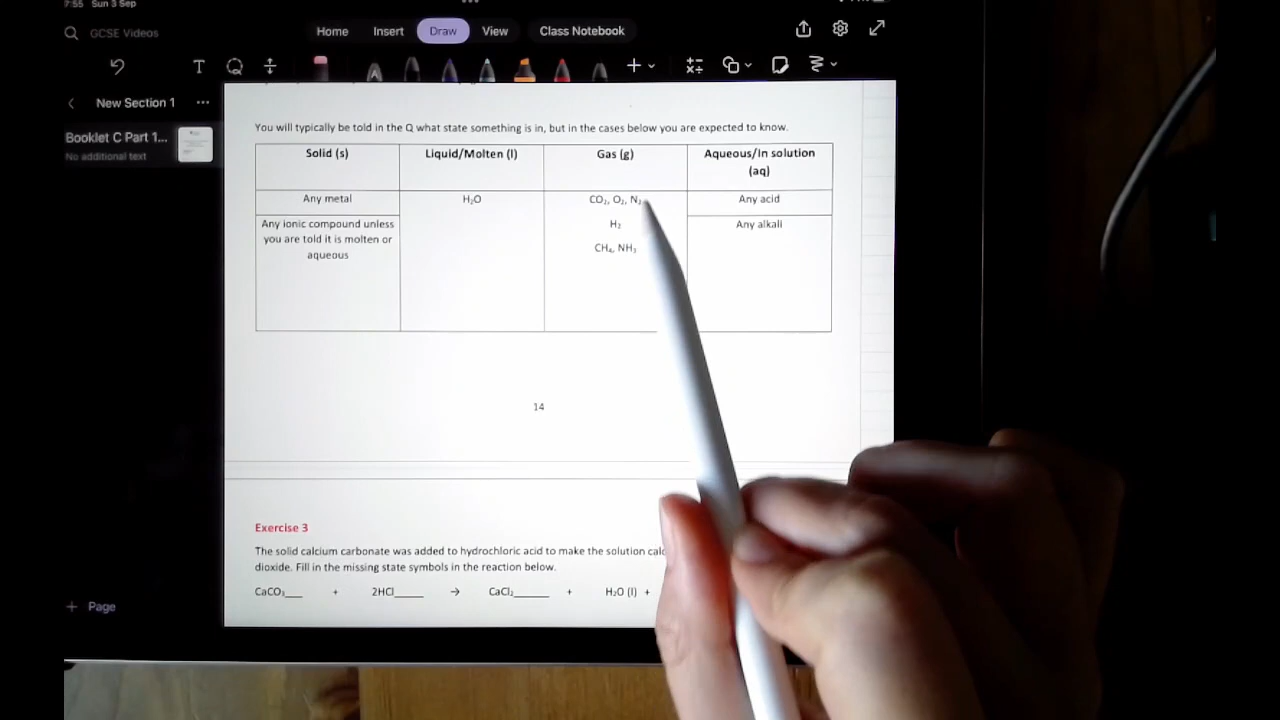 7:55 Sun 3 Sep
GCSE Videos
Home Insert Draw View Class Notebook
New Section 1
Booklet C Part 1...
No additional text
You will typically be told in the Q what state something is in, but in the cases below you are expected to know.
Solid (s) Liquid/Molten (l) Gas (g) Aqueous/In solution
(aq)
Any metal H₂O CO₂, O₂, N₂ Any acid
Any ionic compound unless H₂ Any alkali
you are told it is molten or CH₄, NH₃
aqueous
14
Exercise 3
The solid calcium carbonate was added to hydrochloric acid to make the solution
dioxide. Fill in the missing state symbols in the reaction below.
CaCO₃___ + 2HCl_____ → CaCl₂______ + H₂O (l) +
+ Page